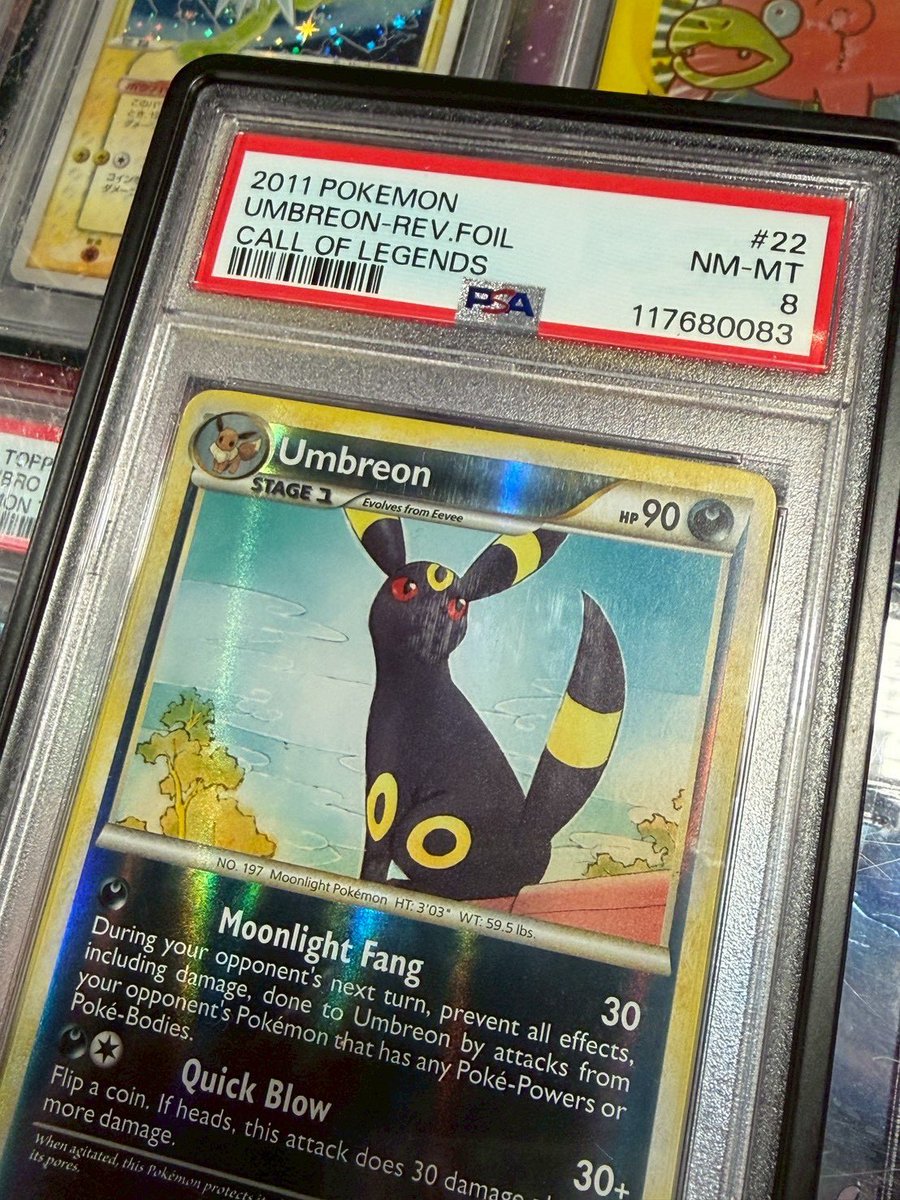 2011 POKEMON
UMBREON-REV.FOIL
CALL OF LEGENDS
#22
NM-MT
8
117680083
PSA
TOPP
BRO
Umbreon
STAGE 1
Evolves from Eevee
HP 90
NO. 197 Moonlight Pokémon HT: 3'03" WT: 59.5 lbs.
Moonlight Fang
30
During your opponent's next turn, prevent all effects,
including damage, done to Umbreon by attacks from
your opponent's Pokémon that has any Poké-Powers or
Poké-Bodies.
Quick Blow
30+
Flip a coin. If heads, this attack does 30 damage
more damage.
When agitated, this Pokémon protects
its pores.